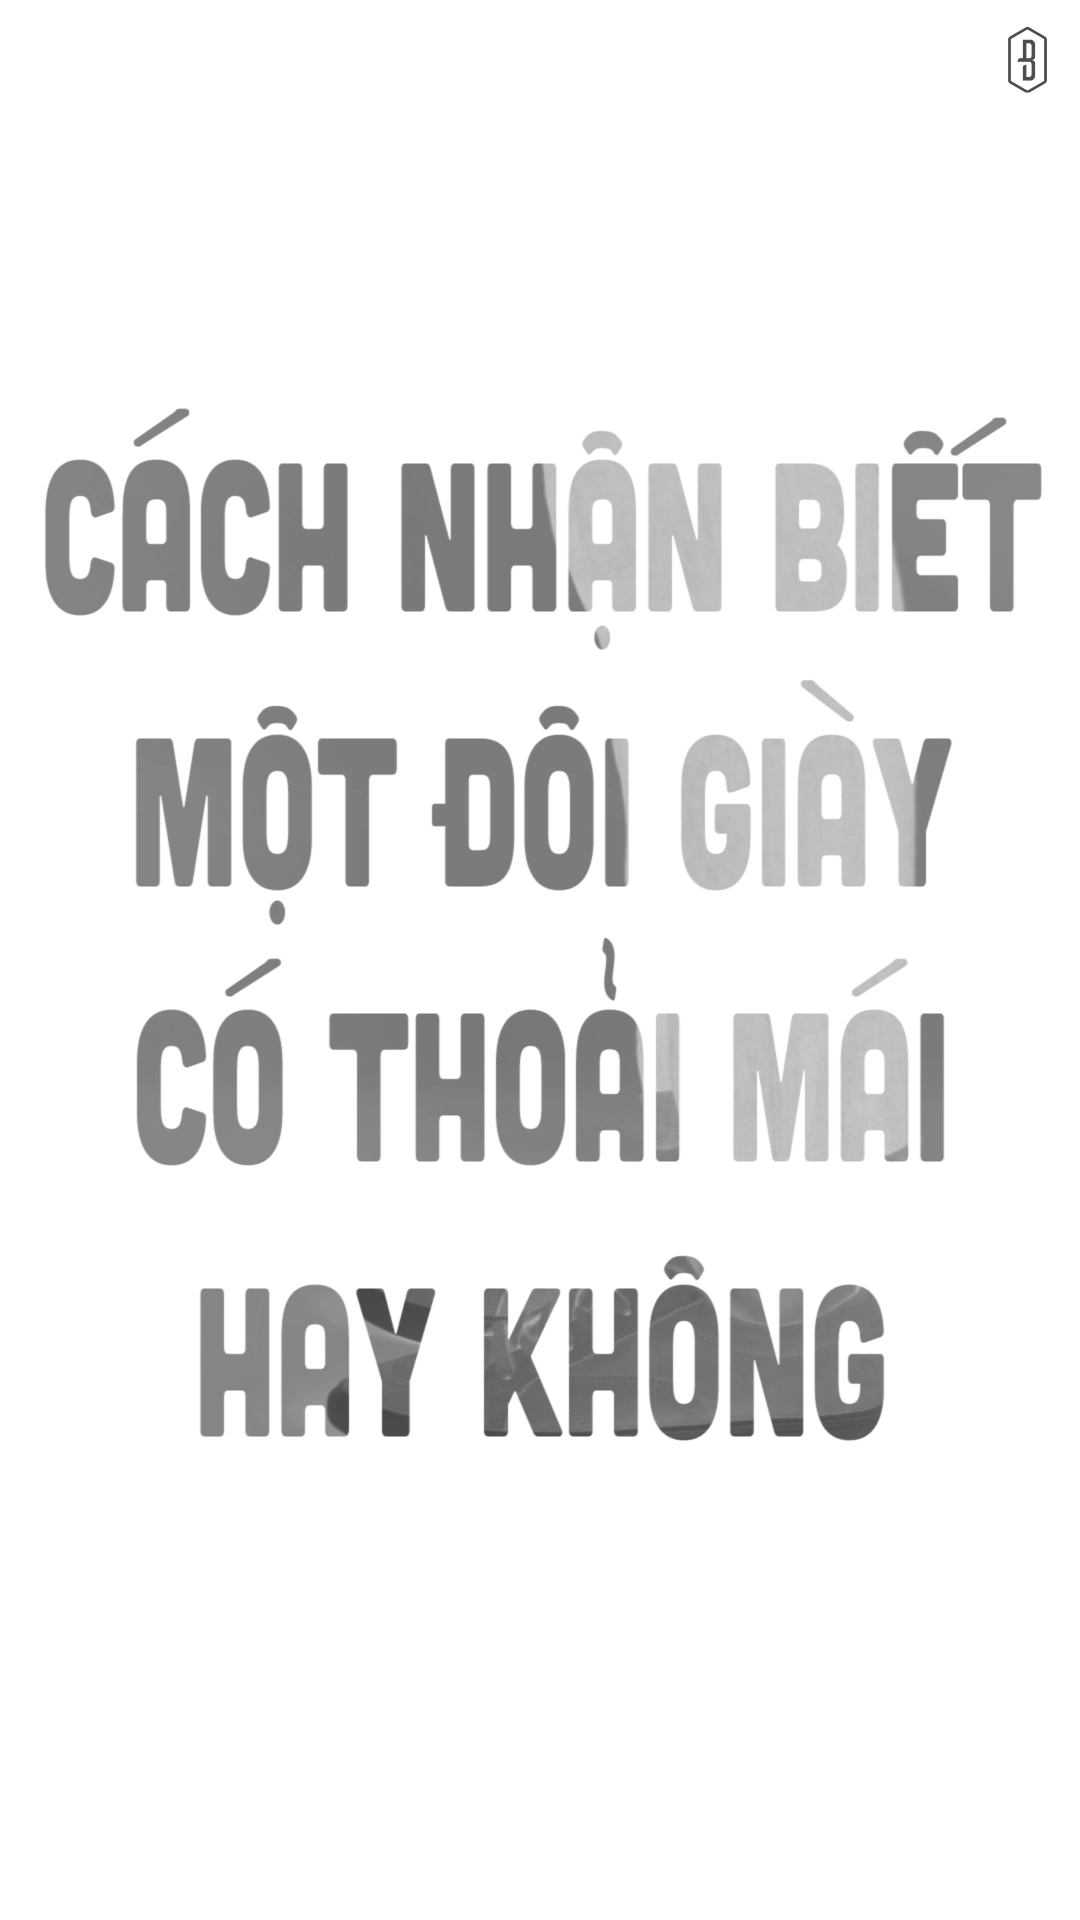 B
CÁCH NHẬN BIẾT
MỘT ĐÔI GIÀY
CÓ THOẢI MÁI
HAY KHÔNG